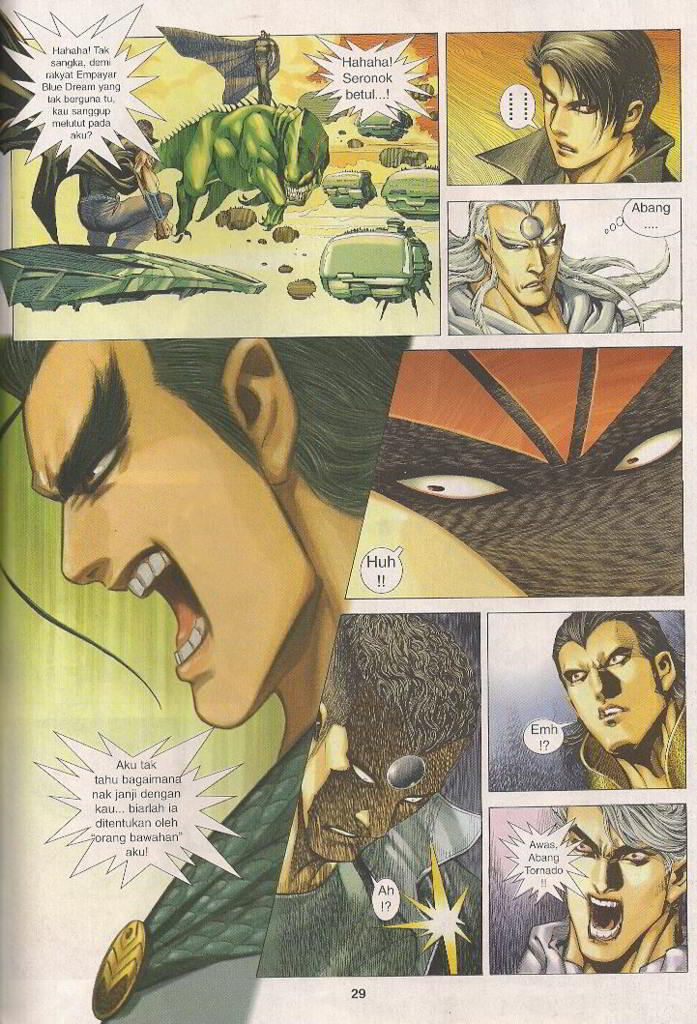 Hahaha! Tak
sangka, demi
rakyat Empayar
Blue Dream yang
tak berguna tu,
kau sanggup
melutut pada
aku?
Hahaha!
Seronok
betul...!
Abang
....
Huh
!!
Aku tak
tahu bagaimana
nak janji dengan
kau... biarlah ia
ditentukan oleh
"orang bawahan"
aku!
Ah
!?
Emh
!?
Awas,
Abang
Tornado
!!
29